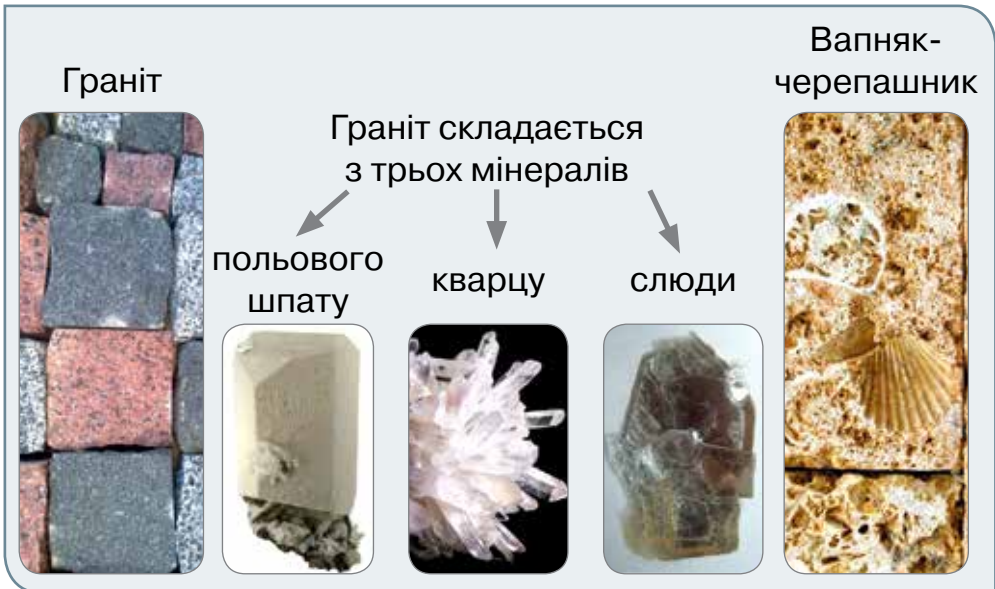 Граніт
Граніт складається
з трьох мінералів
польового
шпату
кварцу
слюди
Вапняк-
черепашник